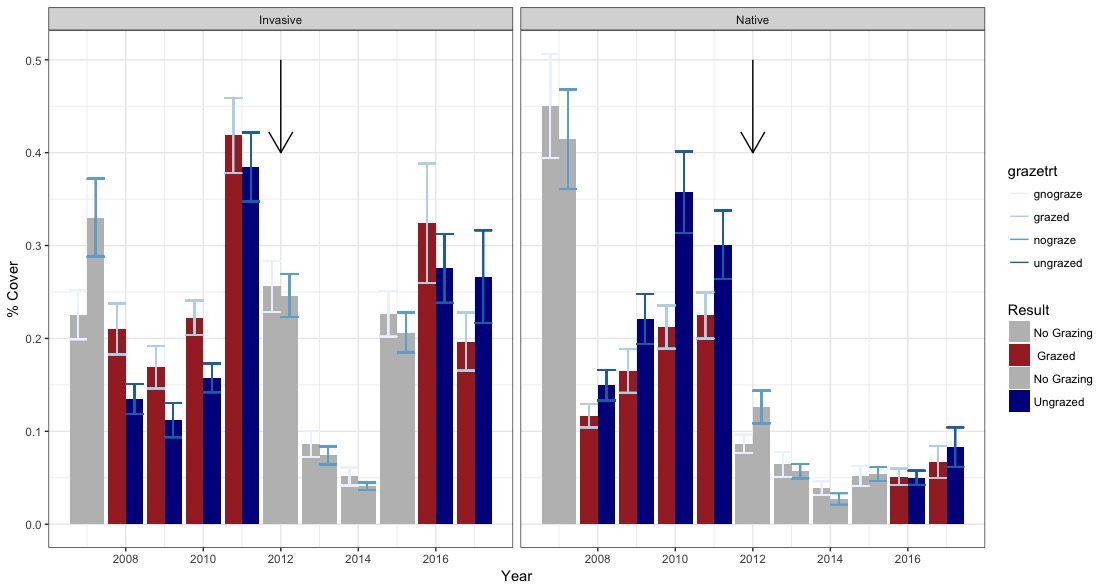 Invasive
Native
% Cover
0.5
0.4
0.3
0.2
0.1
0.0
2008 2010 2012 2014 2016
2008 2010 2012 2014 2016
Year
grazetrt
gnograze
grazed
nograze
ungrazed
Result
No Grazing
Grazed
No Grazing
Ungrazed